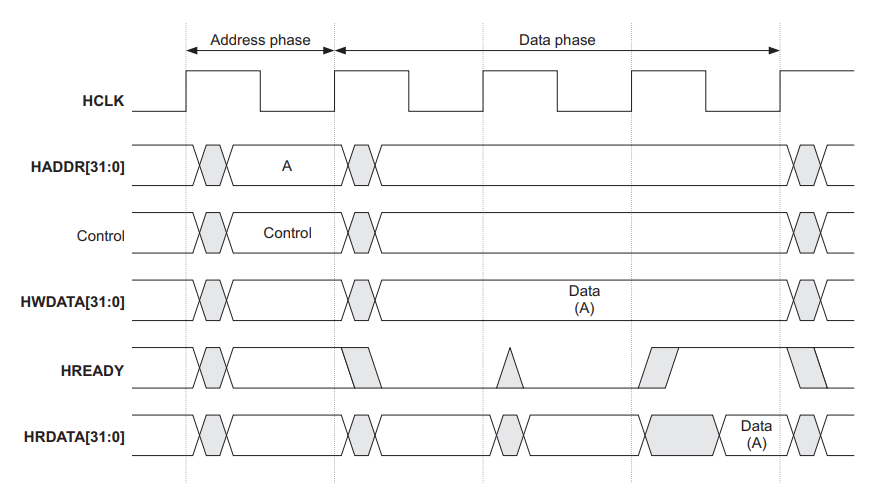 Address phase
Data phase
HCLK
HADDR[31:0]
A
Control
Control
HWDATA[31:0]
Data
(A)
HREADY
HRDATA[31:0]
Data
(A)